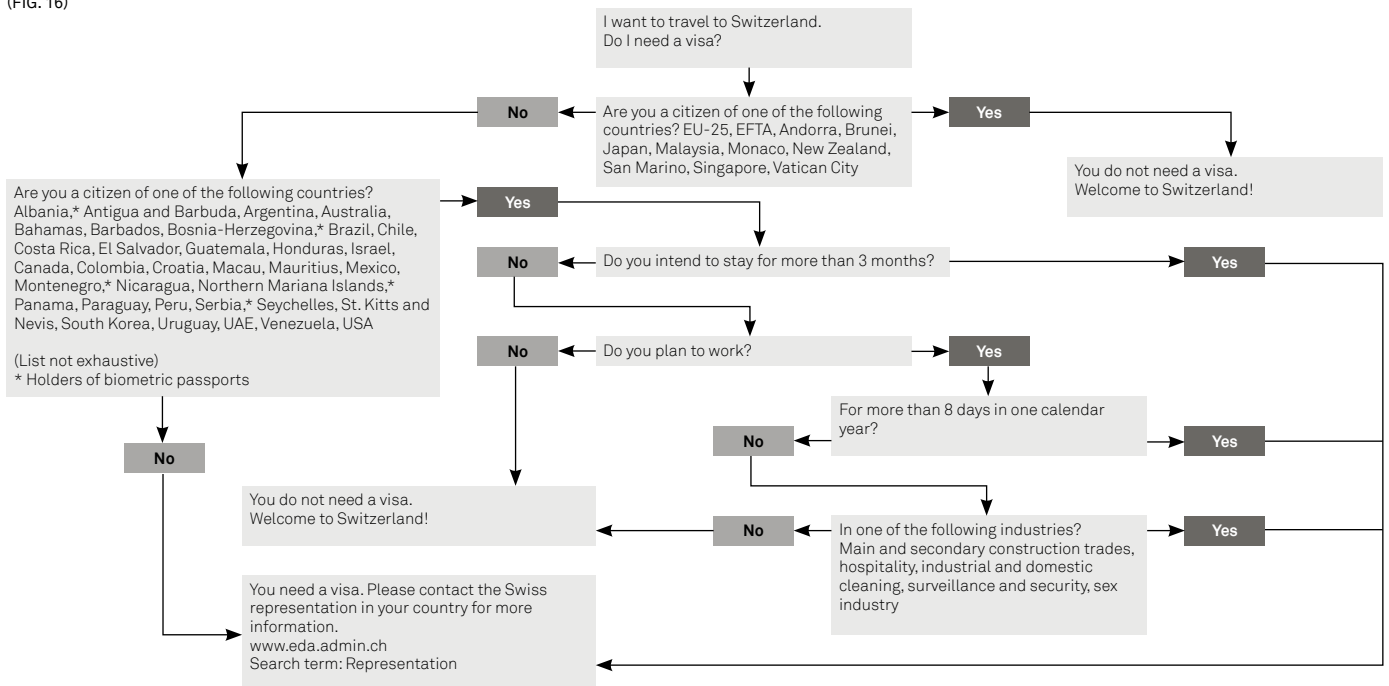 (FIG. 16)
I want to travel to Switzerland.
Do I need a visa?
No
Are you a citizen of one of the following
countries? EU-25, EFTA, Andorra, Brunei,
Japan, Malaysia, Monaco, New Zealand,
San Marino, Singapore, Vatican City
Yes
You do not need a visa.
Welcome to Switzerland!
Are you a citizen of one of the following countries?
Albania,* Antigua and Barbuda, Argentina, Australia,
Bahamas, Barbados, Bosnia-Herzegovina,* Brazil, Chile,
Costa Rica, El Salvador, Guatemala, Honduras, Israel,
Canada, Colombia, Croatia, Macau, Mauritius, Mexico,
Montenegro,* Nicaragua, Northern Mariana Islands,*
Panama, Paraguay, Peru, Serbia,* Seychelles, St. Kitts and
Nevis, South Korea, Uruguay, UAE, Venezuela, USA
(List not exhaustive)
* Holders of biometric passports
Yes
No
Do you intend to stay for more than 3 months?
Yes
No
Do you plan to work?
Yes
For more than 8 days in one calendar
year?
No
Yes
No
You do not need a visa.
Welcome to Switzerland!
No
In one of the following industries?
Main and secondary construction trades,
hospitality, industrial and domestic
cleaning, surveillance and security, sex
industry
Yes
You need a visa. Please contact the Swiss
representation in your country for more
information.
www.eda.admin.ch
Search term: Representation